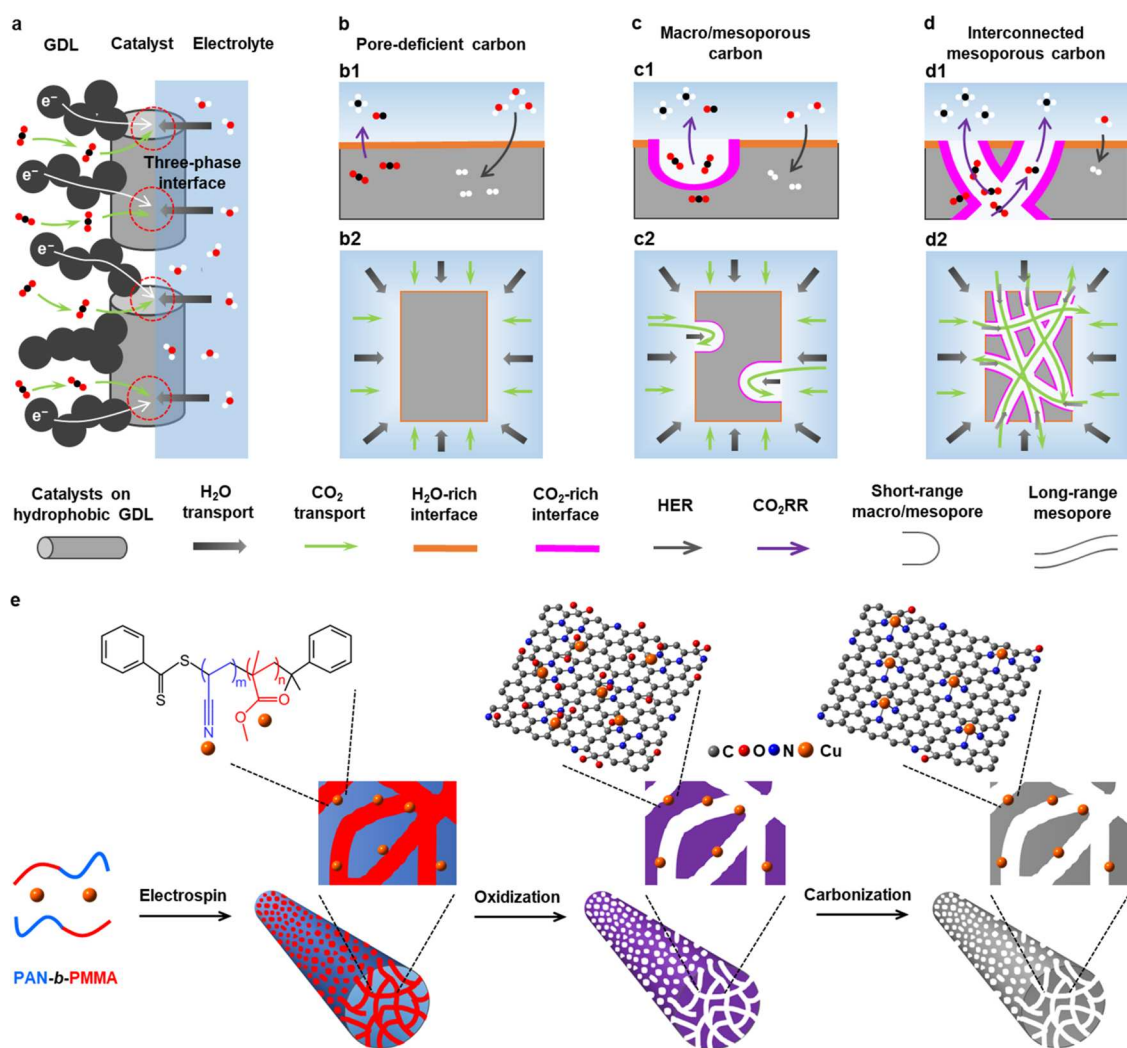 a
GDL
Catalyst
Electrolyte
e⁻
Three-phase
interface
e⁻
e⁻
e⁻
b
Pore-deficient carbon
b1
b2
c
Macro/mesoporous
carbon
c1
c2
d
Interconnected
mesoporous carbon
d1
d2
Catalysts on
hydrophobic GDL
H₂O
transport
CO₂
transport
H₂O-rich
interface
CO₂-rich
interface
HER
CO₂RR
Short-range
macro/mesopore
Long-range
mesopore
e
S
S
m
n
N
O
O
C O N Cu
PAN-b-PMMA
Electrospin
Oxidization
Carbonization